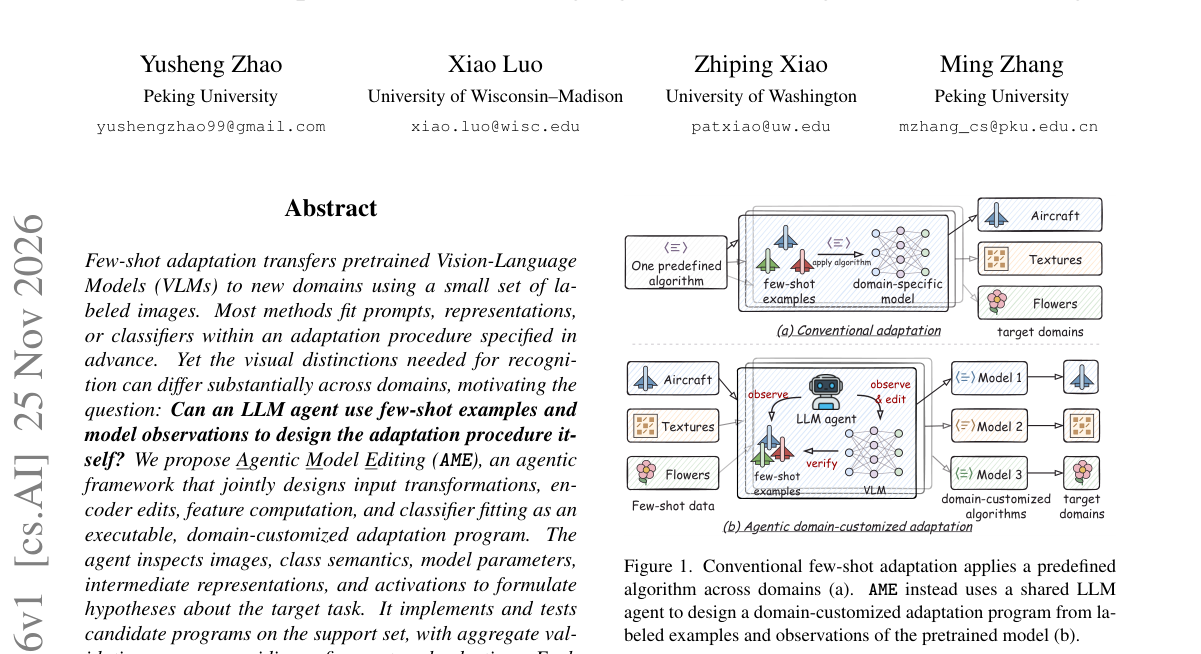 Yusheng Zhao
Peking University
yushengzhao99@gmail.com
Xiao Luo
University of Wisconsin–Madison
xiao.luo@wisc.edu
Zhiping Xiao
University of Washington
patxiao@uw.edu
Ming Zhang
Peking University
mzhang_cs@pku.edu.cn
6v1 [cs.AI] 25 Nov 2026
Abstract
Few-shot adaptation transfers pretrained Vision-Language
Models (VLMs) to new domains using a small set of la-
beled images. Most methods fit prompts, representations,
or classifiers within an adaptation procedure specified in
advance. Yet the visual distinctions needed for recogni-
tion can differ substantially across domains, motivating the
question: Can an LLM agent use few-shot examples and
model observations to design the adaptation procedure it-
self? We propose Agentic Model Editing (AME), an agentic
framework that jointly designs input transformations, en-
coder edits, feature computation, and classifier fitting as an
executable, domain-customized adaptation program. The
agent inspects images, class semantics, model parameters,
intermediate representations, and activations to formulate
hypotheses about the target task. It implements and tests
candidate programs on the support set, with aggregate val-
One predefined
algorithm
few-shot
examples
apply algorithm
domain-specific
model
Aircraft
Textures
Flowers
(a) Conventional adaptation
target domains
Aircraft
Textures
Flowers
Few-shot data
observe
LLM agent
observe
& edit
few-shot
examples
verify
VLM
Model 1
Model 2
Model 3
domain-customized
algorithms
target
domains
(b) Agentic domain-customized adaptation
Figure 1. Conventional few-shot adaptation applies a predefined
algorithm across domains (a). AME instead uses a shared LLM
agent to design a domain-customized adaptation program from la-
beled examples and observations of the pretrained model (b).